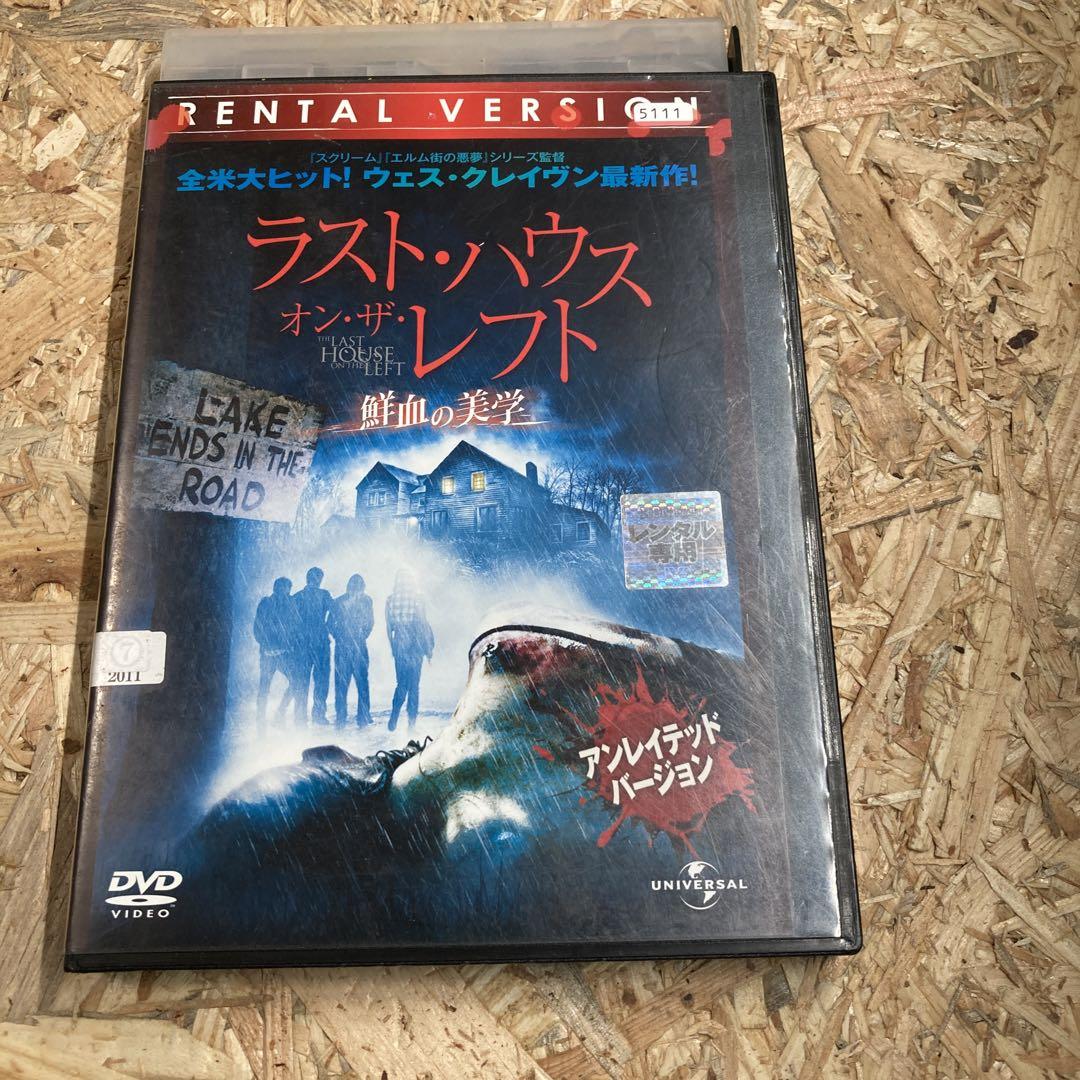 RENTAL VERSION
5111
『スクリーム』『エルム街の悪夢』シリーズ監督
全米大ヒット! ウェス・クレイヴン最新作!
ラスト・ハウス
オン・ザ・レフト
THE LAST
HOUSE
ON THE LEFT
鮮血の美学
LAKE
ENDS IN THE
ROAD
レンタル
専用
7
2011
アンレイテッド
バージョン
DVD
VIDEO
UNIVERSAL